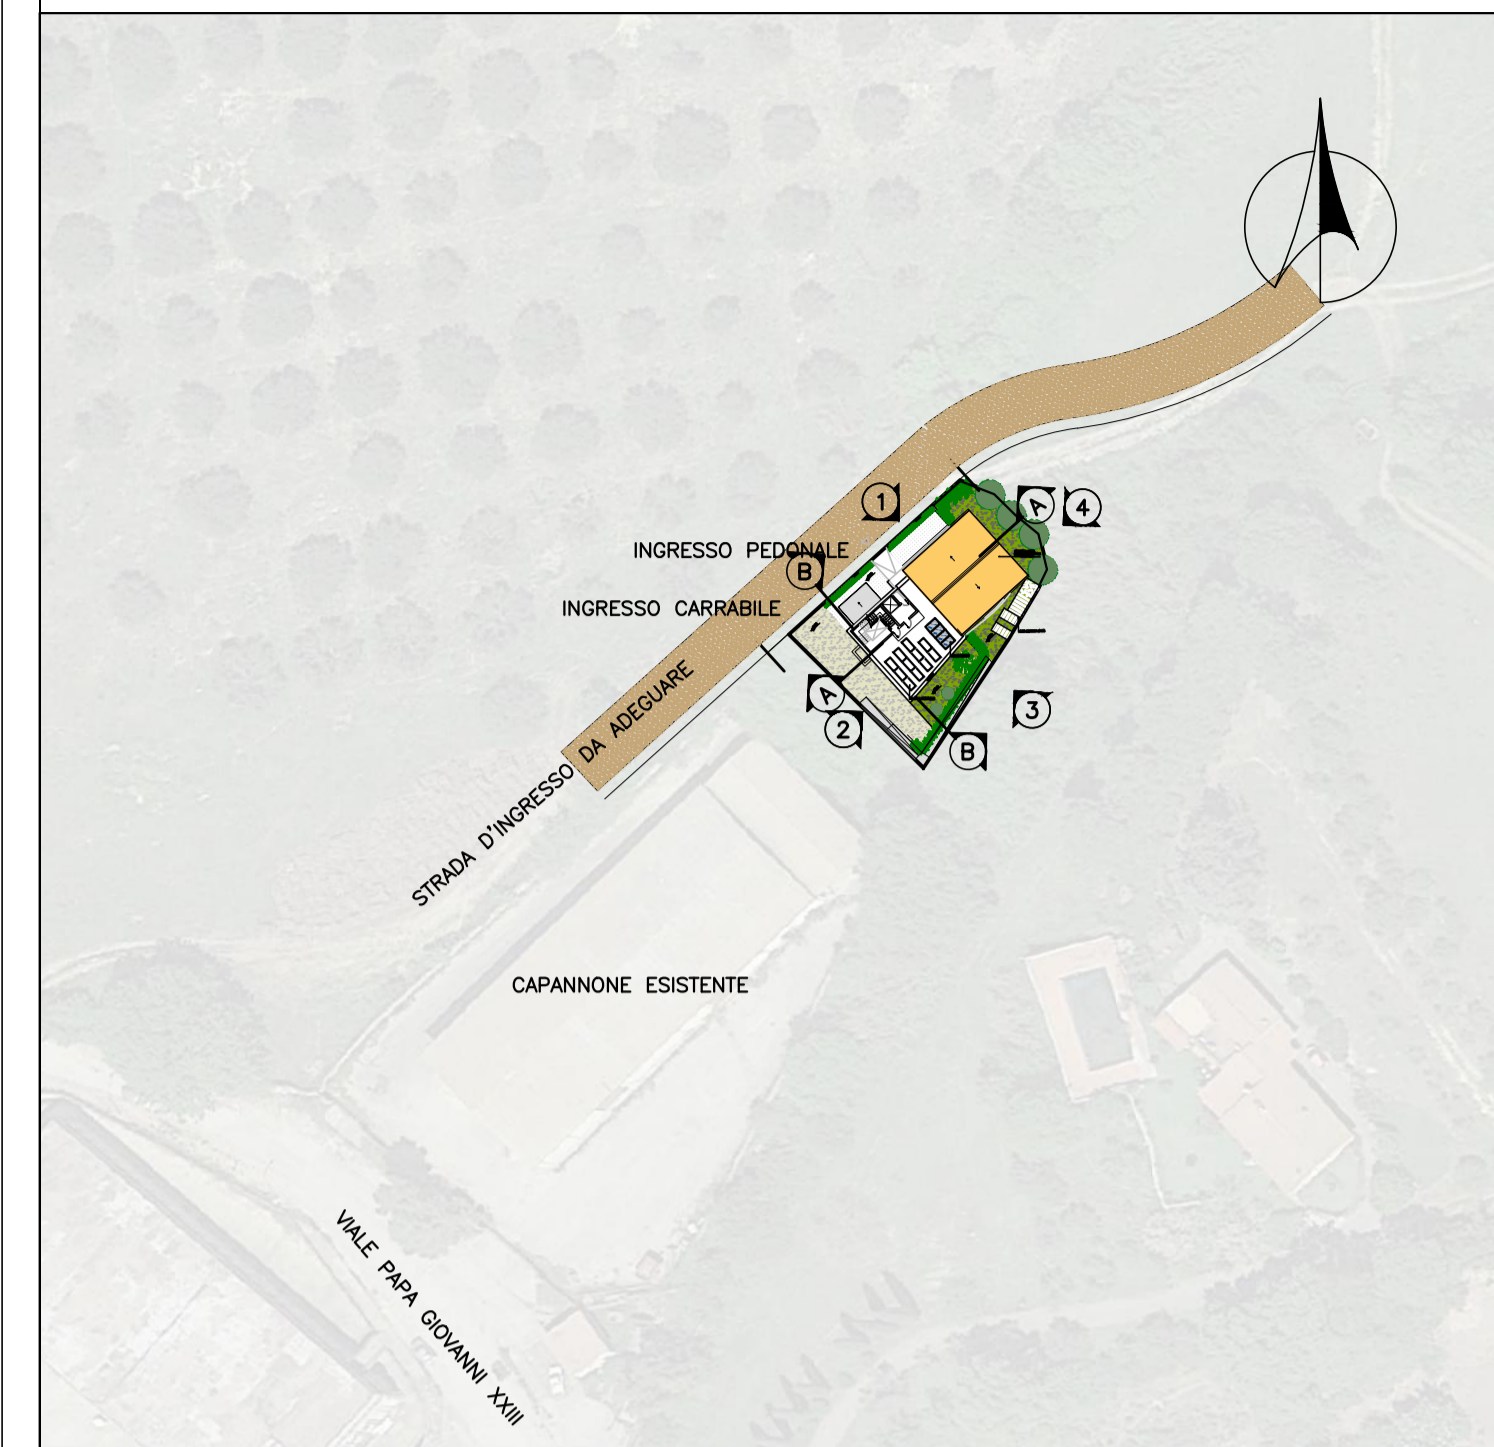 1
A
4
INGRESSO PEDONALE
B
INGRESSO CARRABILE
A
3
2
B
STRADA D'INGRESSO DA ADEGUARE
CAPANNONE ESISTENTE
VIALE PAPA GIOVANNI XXIII